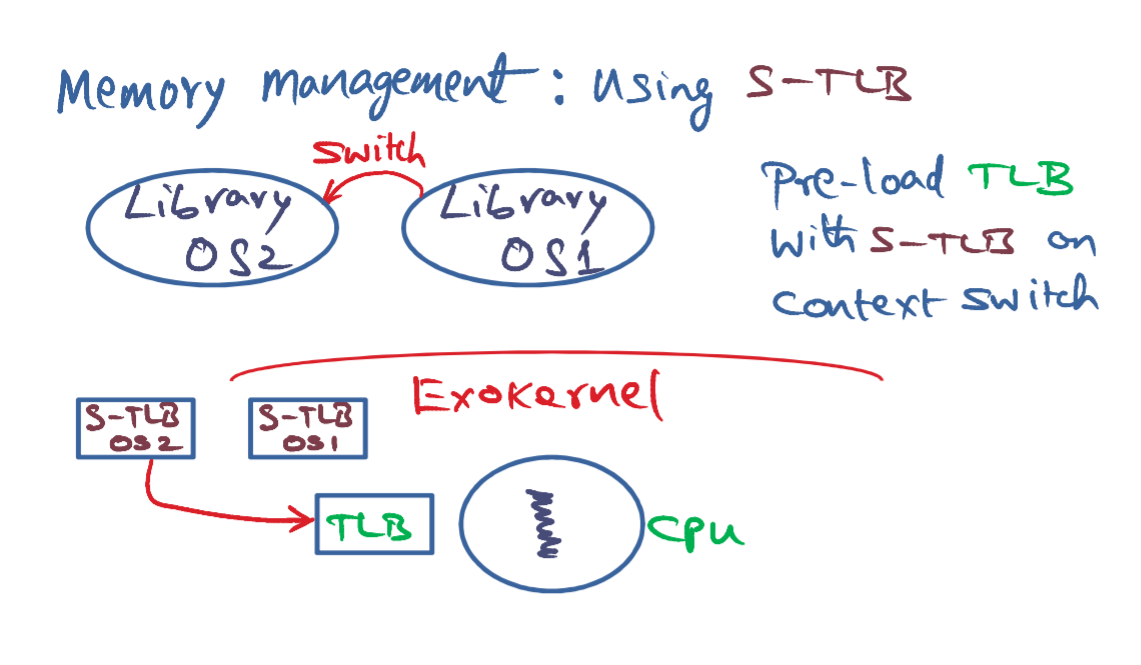 Memory management: Using S-TLB
Switch
Library
OS2
Library
OS1
Pre-load TLB
with S-TLB on
context switch
Exokernel
S-TLB
OS2
S-TLB
OS1
TLB
CPU